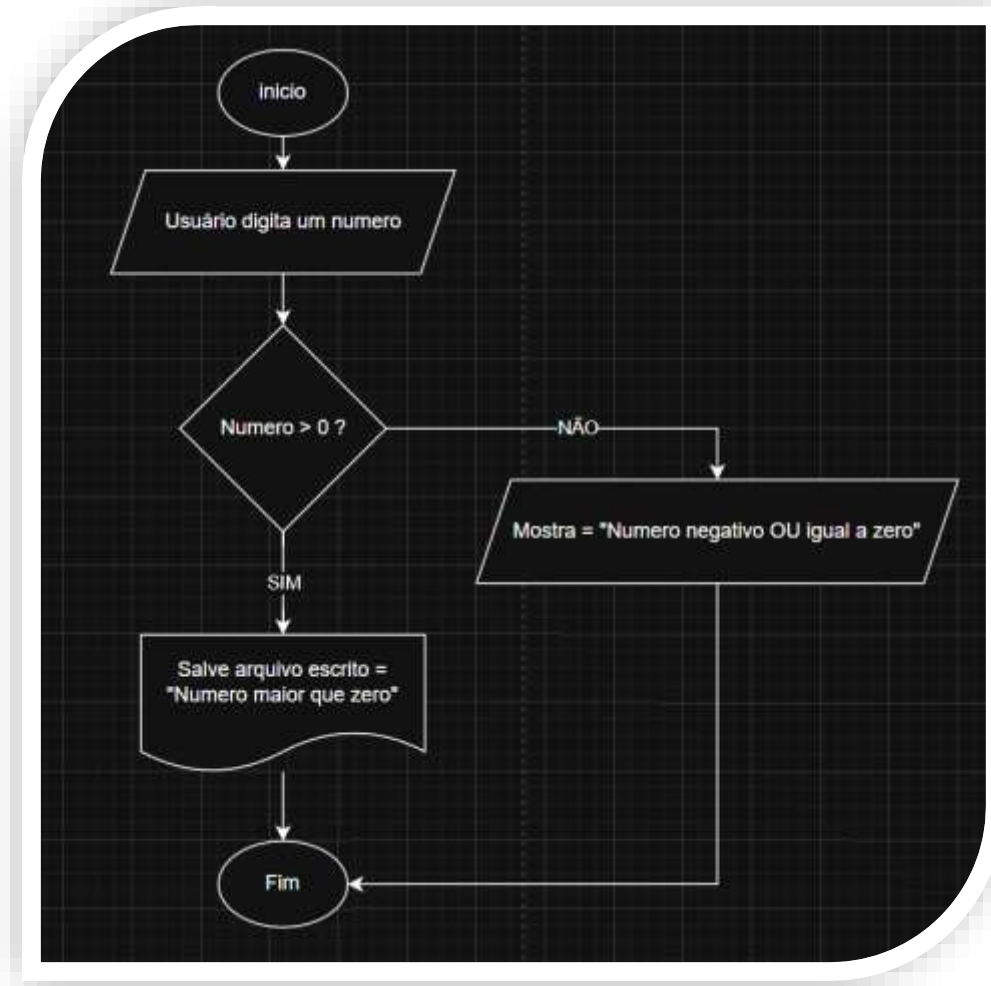 inicio
Usuário digita um numero
Numero > 0 ?
NÃO
Mostra = "Numero negativo OU igual a zero"
SIM
Salve arquivo escrito =
"Numero maior que zero"
Fim